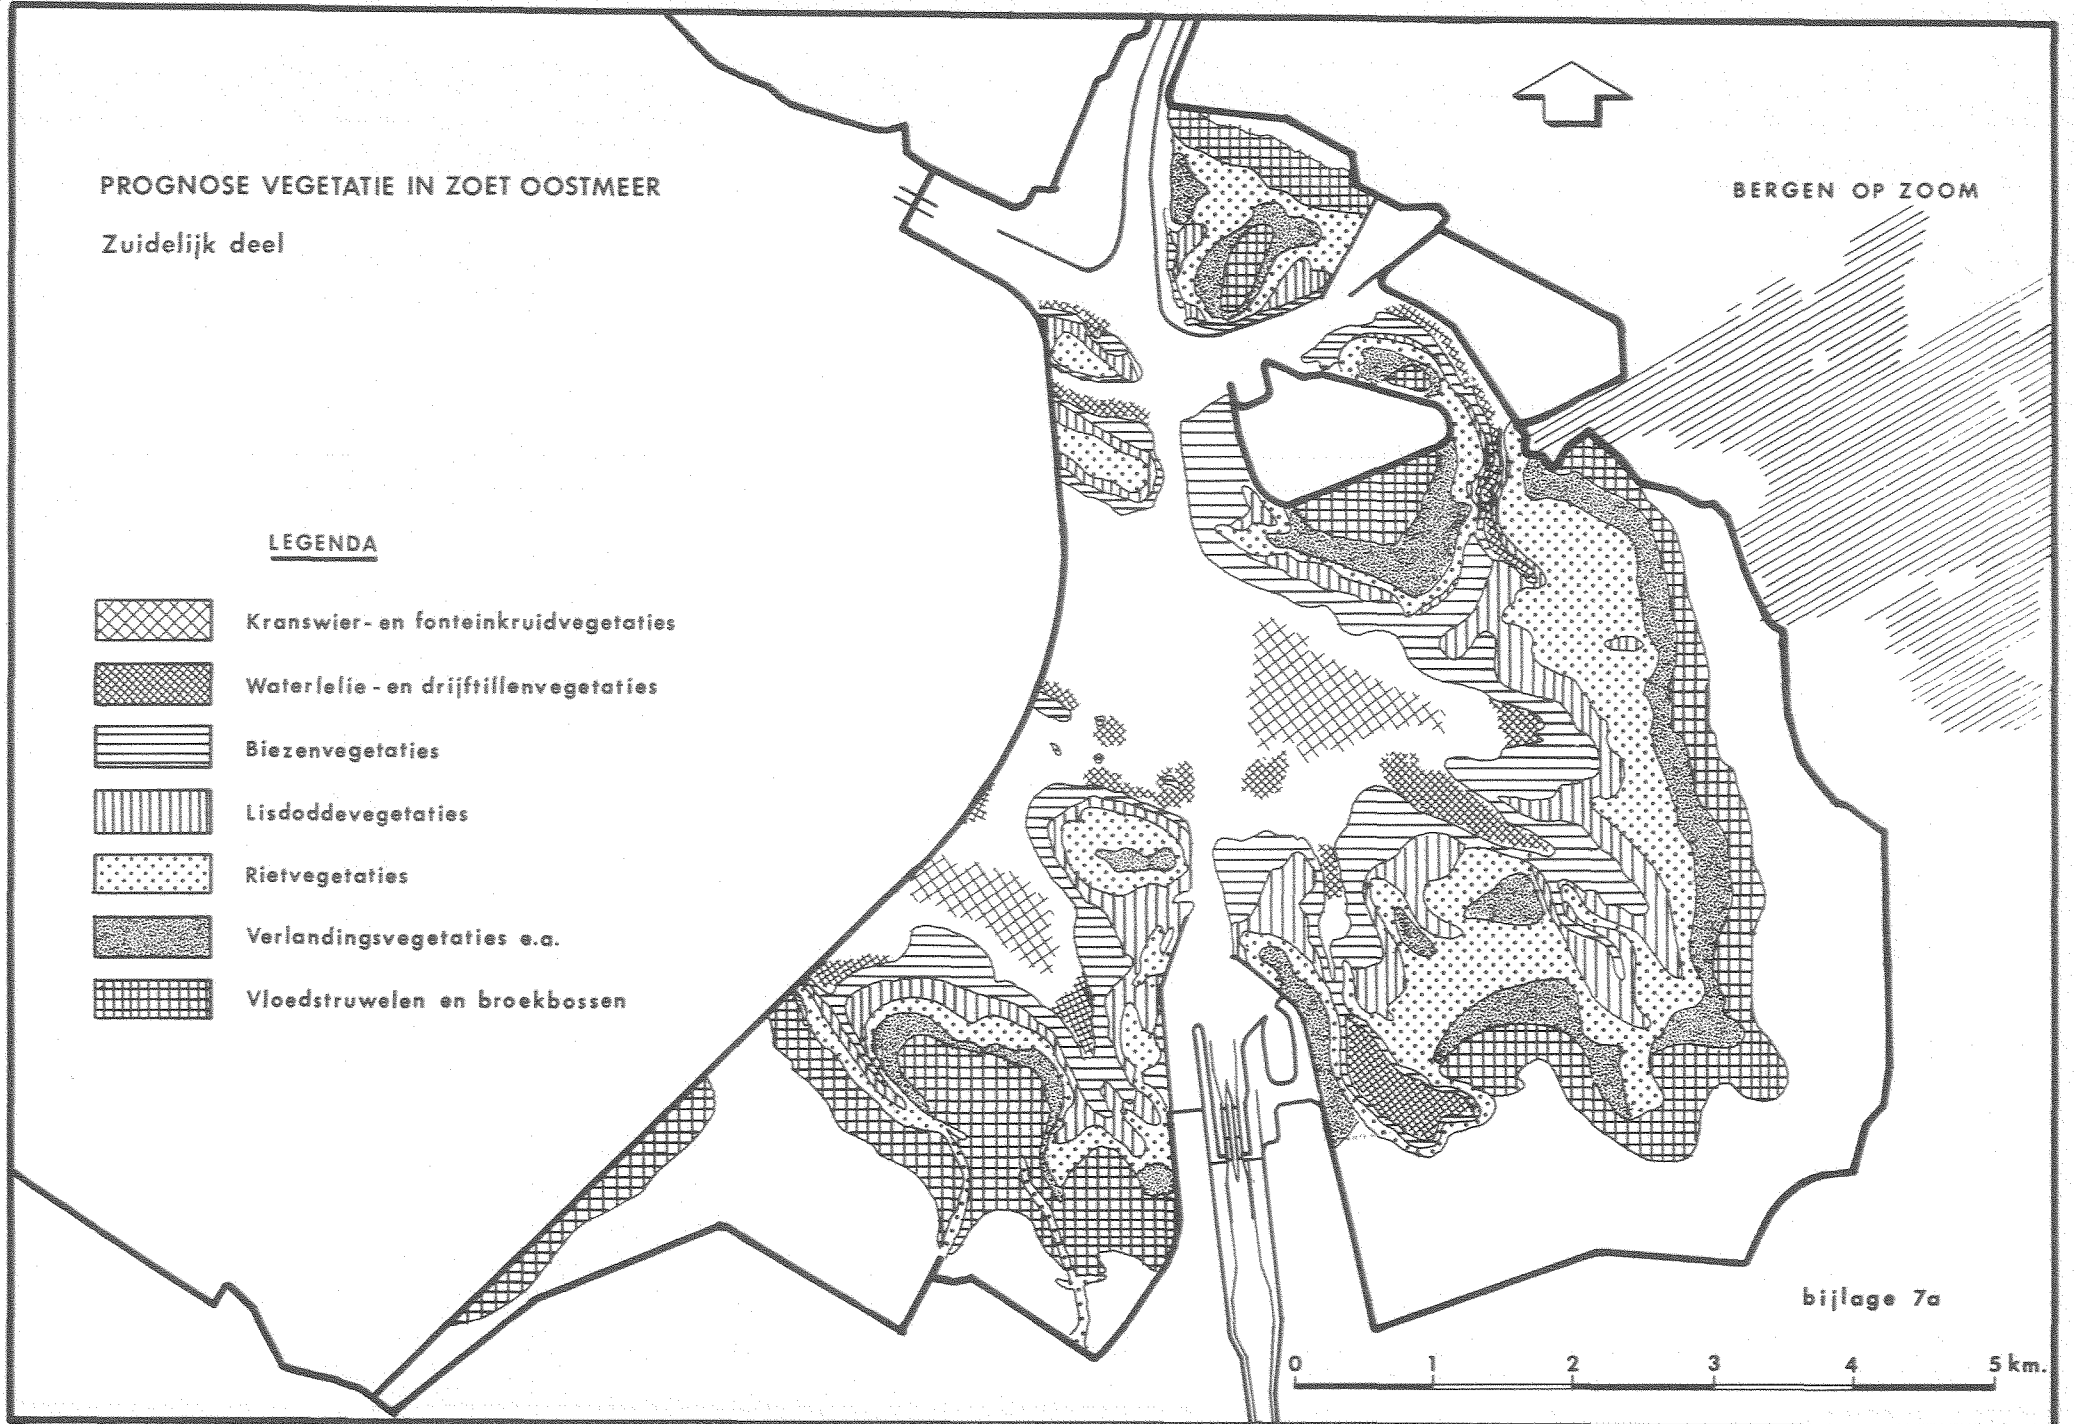 PROGNOSE VEGETATIE IN ZOET OOSTMEER
Zuidelijk deel
BERGEN OP ZOOM
LEGENDA
Kranswier- en fonteinkruidvegetaties
Waterlelie- en drijftillenvegetaties
Biezenvegetaties
Lisdoddevegetaties
Rietvegetaties
Verlandingsvegetaties e.a.
Vloedstruwelen en broekbossen
bijlage 7a
0 1 2 3 4 5 km.